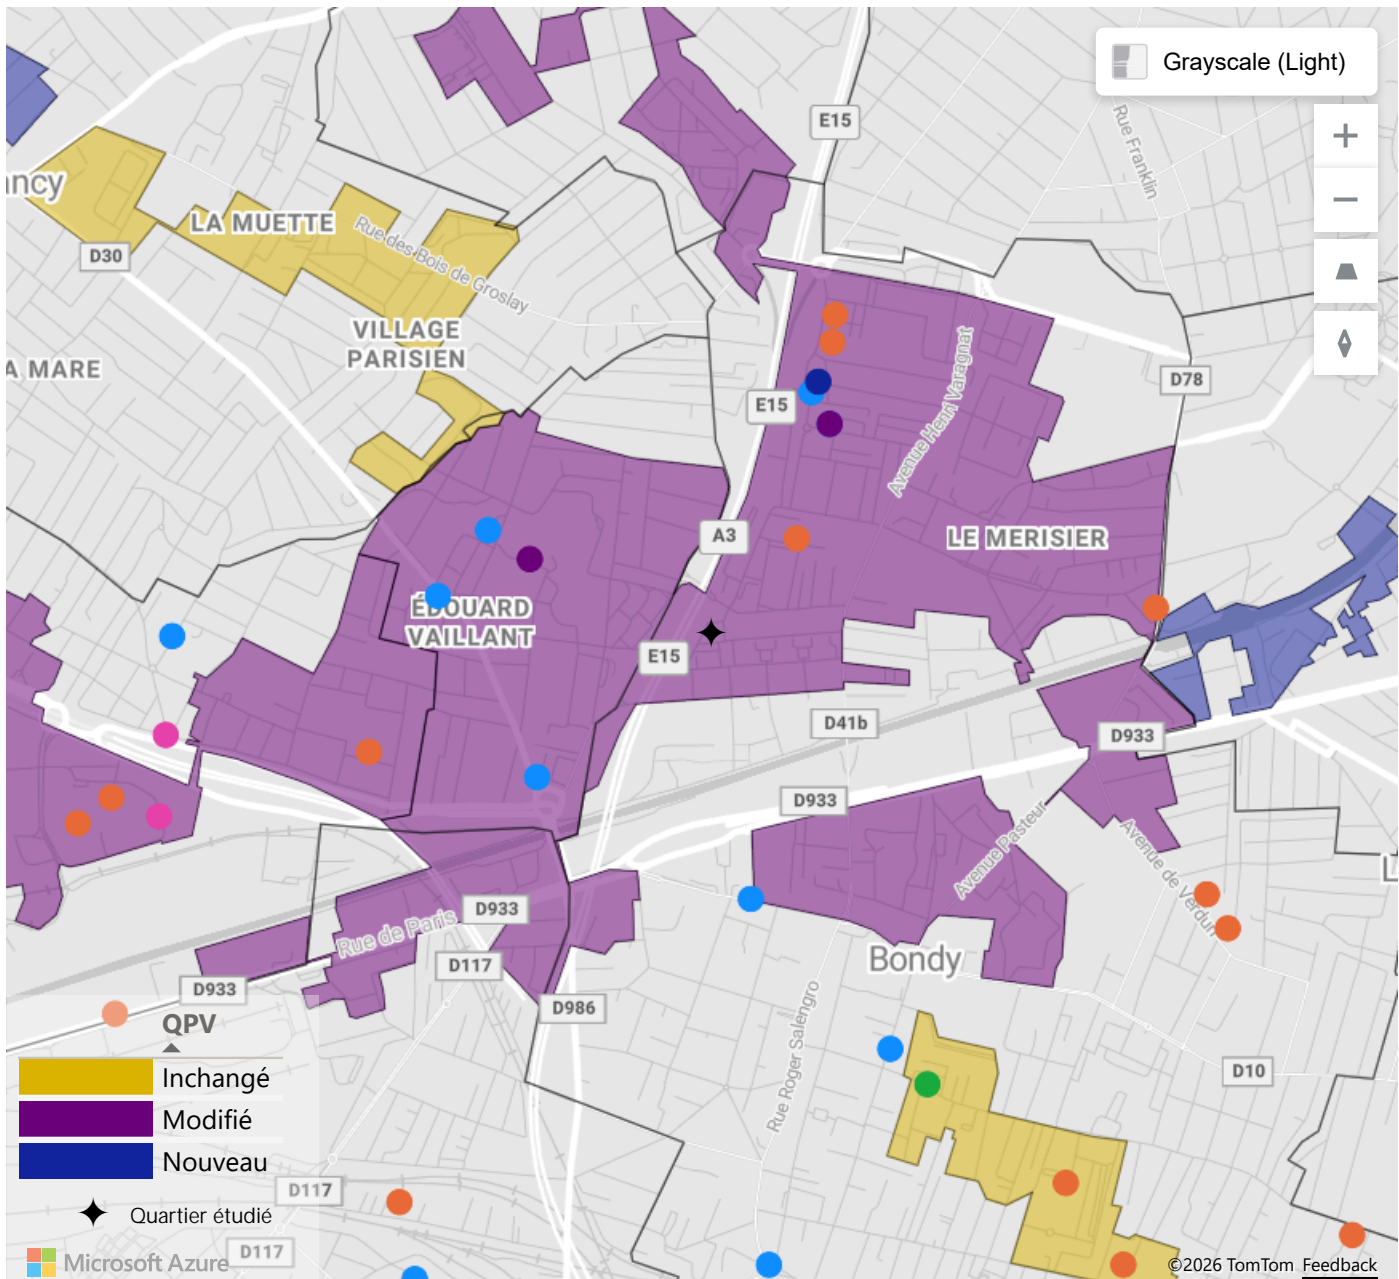 Grayscale (Light)
E15
Rue Franklin
ancy
LA MUETTE
Rue des Bois de Groslay
D30
VILLAGE
PARISIEN
A MARE
E15
Avenue Henri Varagnat
D78
A3
LE MERISIER
ÉDOUARD
VAILLANT
E15
D41b
D933
D933
Avenue Pasteur
Avenue de Verdun
L
Rue de Paris
D933
D117
Bondy
D933
D986
Rue Roger Salengro
D10
QPV
Inchangé
Modifié
Nouveau
D117
Quartier étudié
D117
Microsoft Azure
©2026 TomTom Feedback